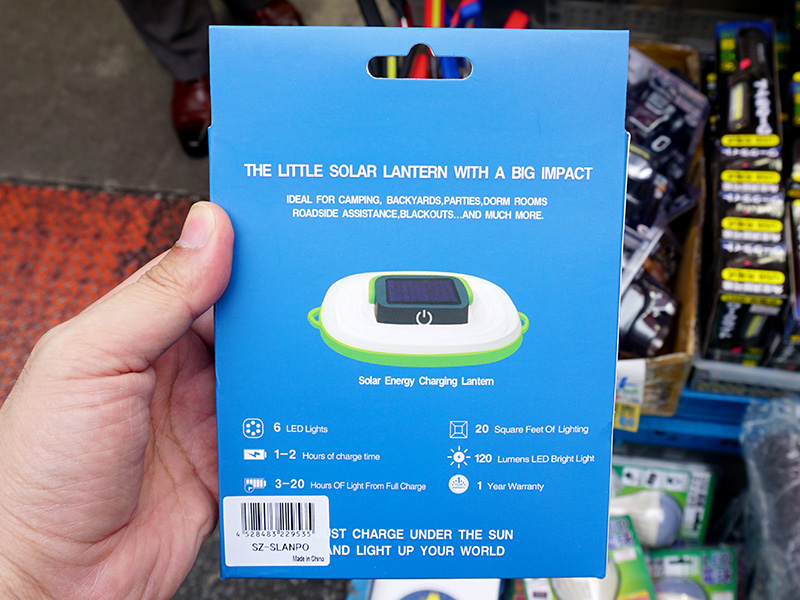 THE LITTLE SOLAR LANTERN WITH A BIG IMPACT
IDEAL FOR CAMPING, BACKYARDS,PARTIES,DORM ROOMS
ROADSIDE ASSISTANCE,BLACKOUTS...AND MUCH MORE.
Solar Energy Charging Lantern
6 LED Lights
20 Square Feet Of Lighting
1-2 Hours of charge time
120 Lumens LED Bright Light
3-20 Hours OF Light From Full Charge
1 Year Warranty
4 528483 229535
SZ-SLANPO
Made in China
CHARGE UNDER THE SUN
AND LIGHT UP YOUR WORLD